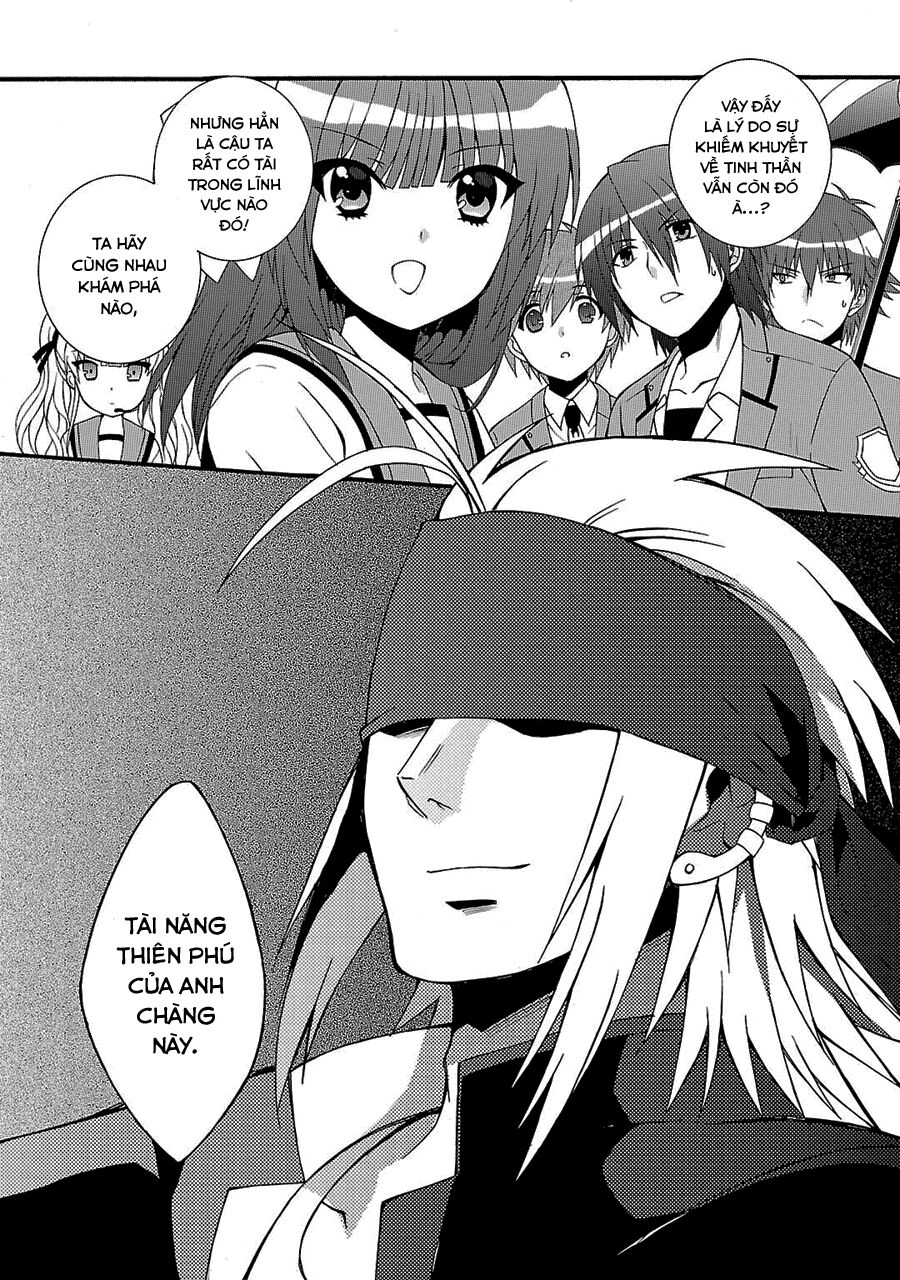 VẬY ĐẤY
LÀ LÝ DO SỰ
KHIẾM KHUYẾT
VỀ TINH THẦN
VẪN CÒN ĐÓ
À...?
NHƯNG HẲN
LÀ CẬU TA
RẤT CÓ TÀI
TRONG LĨNH
VỰC NÀO
ĐÓ!
TA HÃY
CÙNG NHAU
KHÁM PHÁ
NÀO,
TÀI NĂNG
THIÊN PHÚ
CỦA ANH
CHÀNG
NÀY.